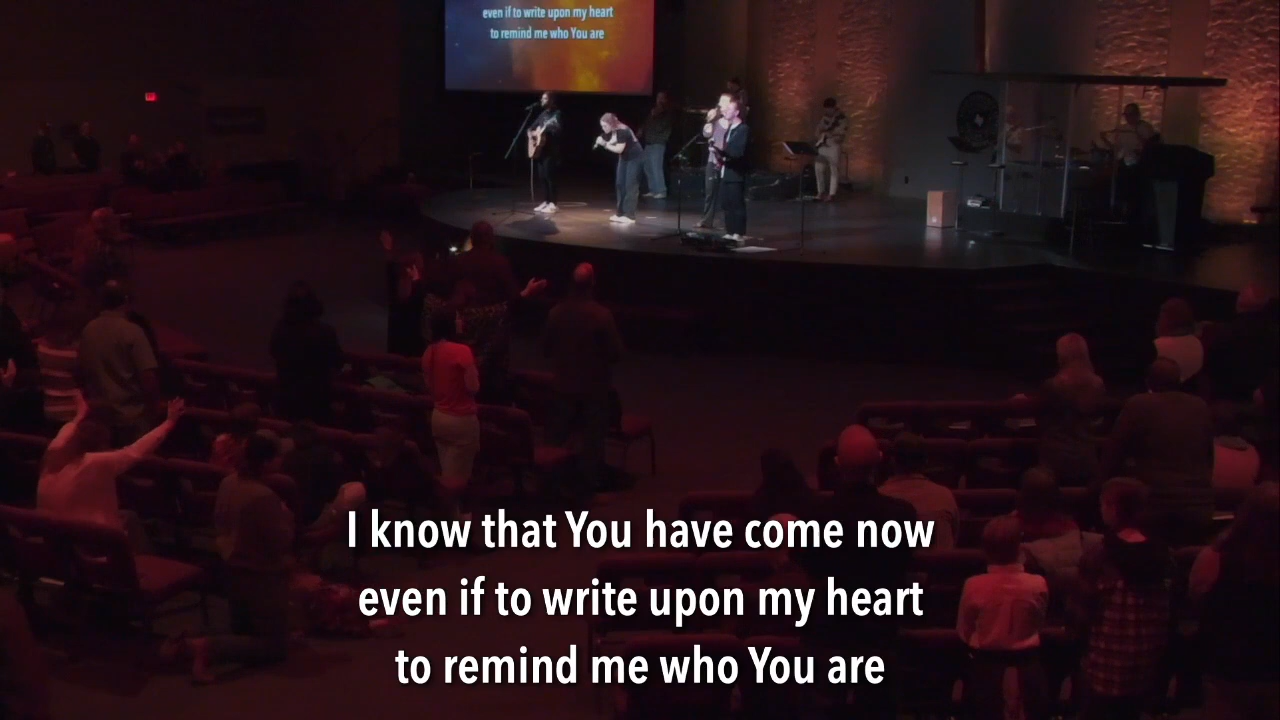 even if to write upon my heart
to remind me who You are
I know that You have come now
even if to write upon my heart
to remind me who You are